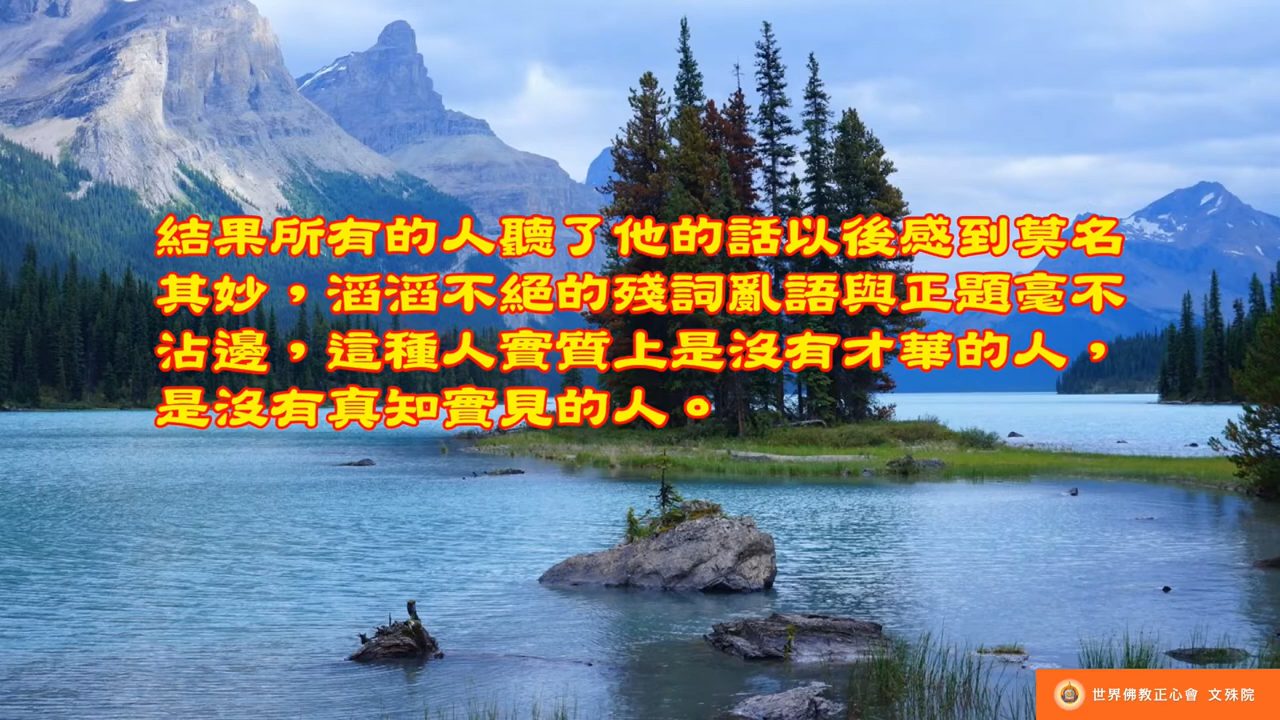 結果所有的人聽了他的話以後感到莫名
其妙，滔滔不絕的殘詞亂語與正題毫不
沾邊，這種人實質上是沒有才華的人，
是沒有真知實見的人。
世界佛教正心會 文殊院